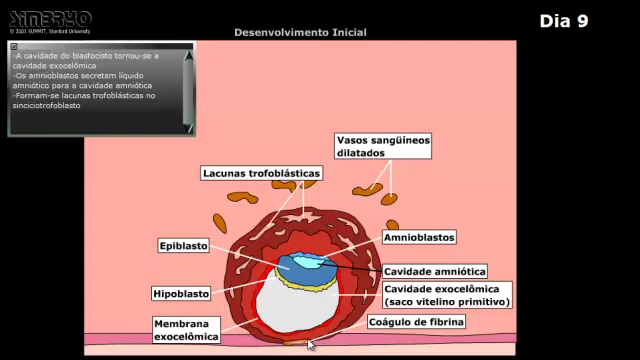 simBRYO
© 2001 SUMMIT, Stanford University
Dia 9
Desenvolvimento Inicial
-A cavidade do blastocisto tornou-se a
cavidade exocelômica
-Os amnioblastos secretam líquido
amniótico para a cavidade amniótica
-Formam-se lacunas trofoblásticas no
sinciciotrofoblasto
Vasos sangüíneos
dilatados
Lacunas trofoblásticas
Amnioblastos
Epiblasto
Cavidade amniótica
Cavidade exocelômica
(saco vitelino primitivo)
Hipoblasto
Coágulo de fibrina
Membrana
exocelômica